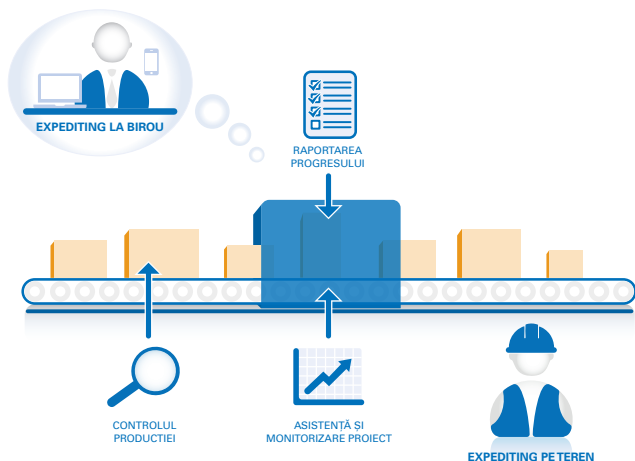 EXPEDITING LA BIROU
RAPORTAREA
PROGRESULUI
CONTROLUL
PRODUCTIEI
ASISTENȚĂ ȘI
MONITORIZARE PROIECT
EXPEDITING PE TEREN